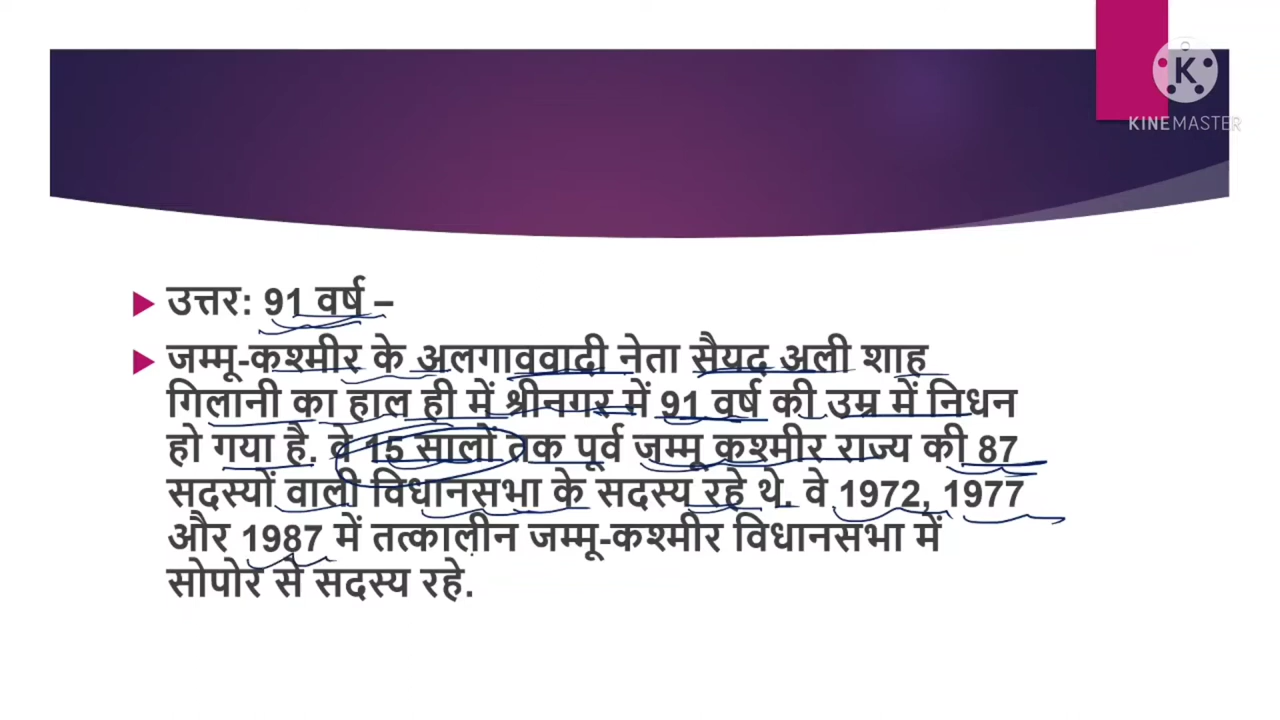 K
KINEMASTER
उत्तर: 91 वर्ष –
जम्मू-कश्मीर के अलगाववादी नेता सैयद अली शाह
गिलानी का हाल ही में श्रीनगर में 91 वर्ष की उम्र में निधन
हो गया है. वे 15 सालों तक पूर्व जम्मू कश्मीर राज्य की 87
सदस्यों वाली विधानसभा के सदस्य रहे थे. वे 1972, 1977
और 1987 में तत्कालीन जम्मू-कश्मीर विधानसभा में
सोपोर से सदस्य रहे.